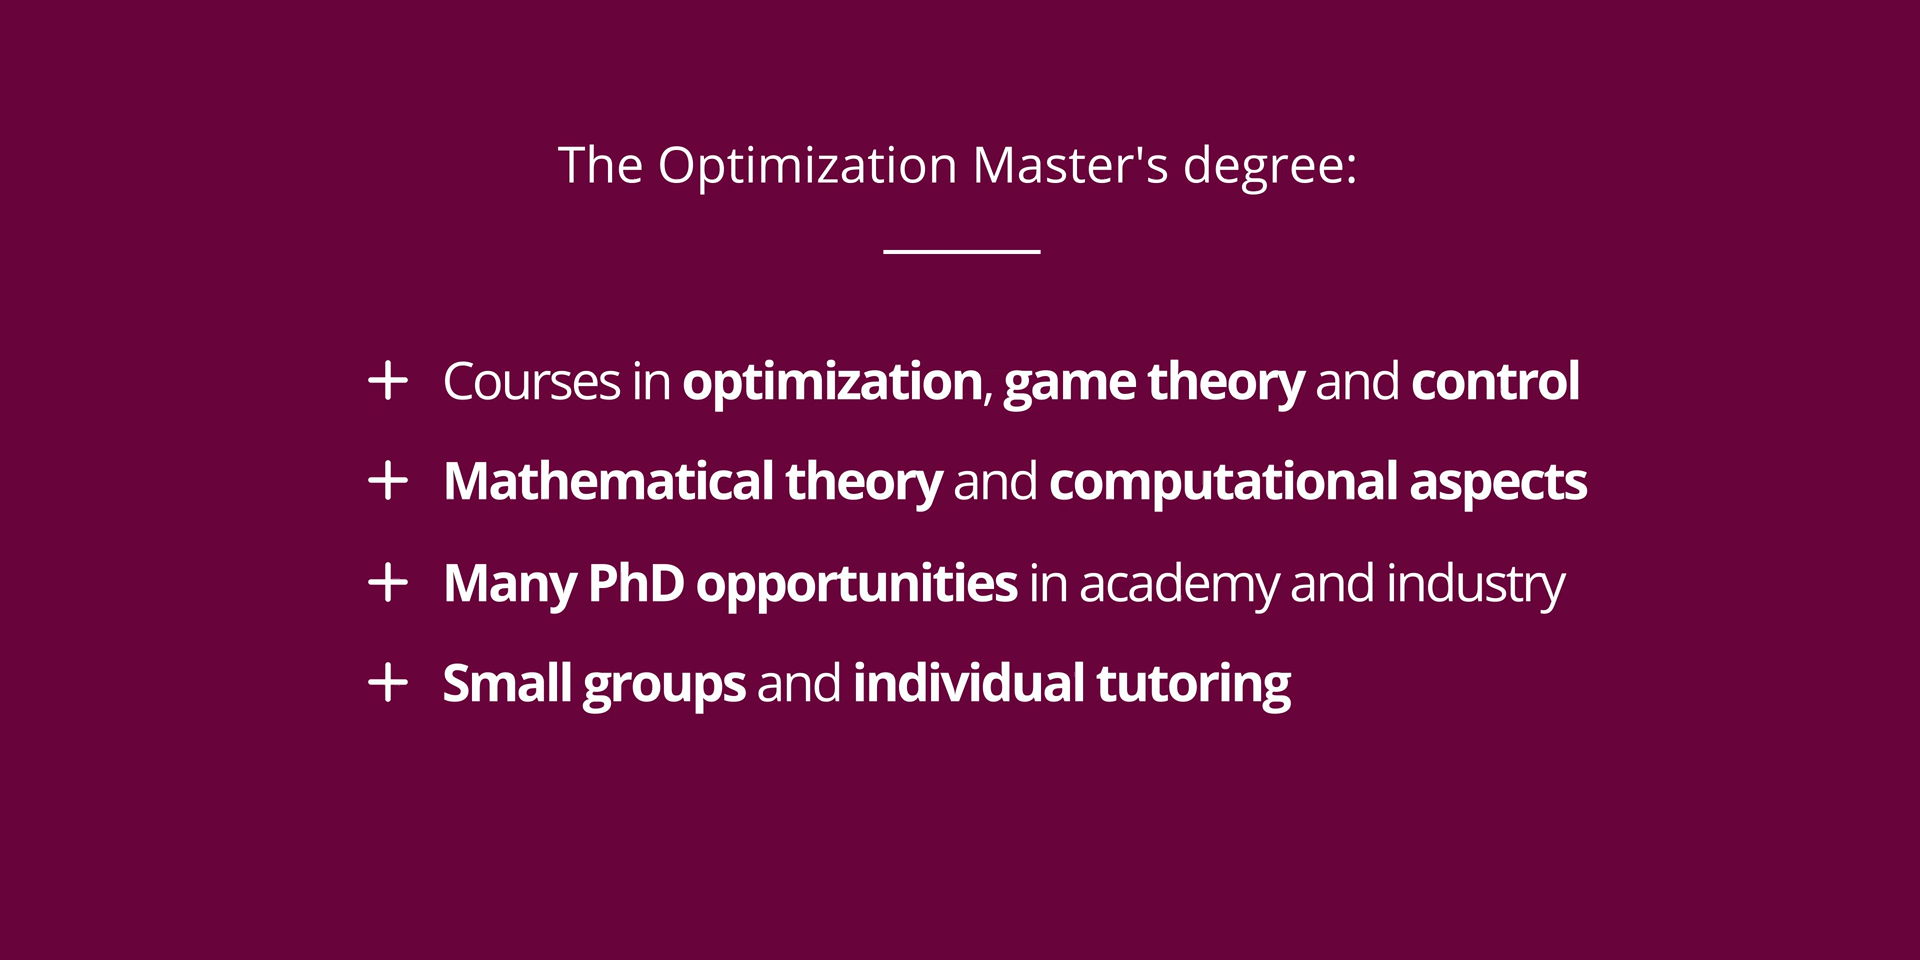 The Optimization Master's degree:
+ Courses in optimization, game theory and control
+ Mathematical theory and computational aspects
+ Many PhD opportunities in academy and industry
+ Small groups and individual tutoring